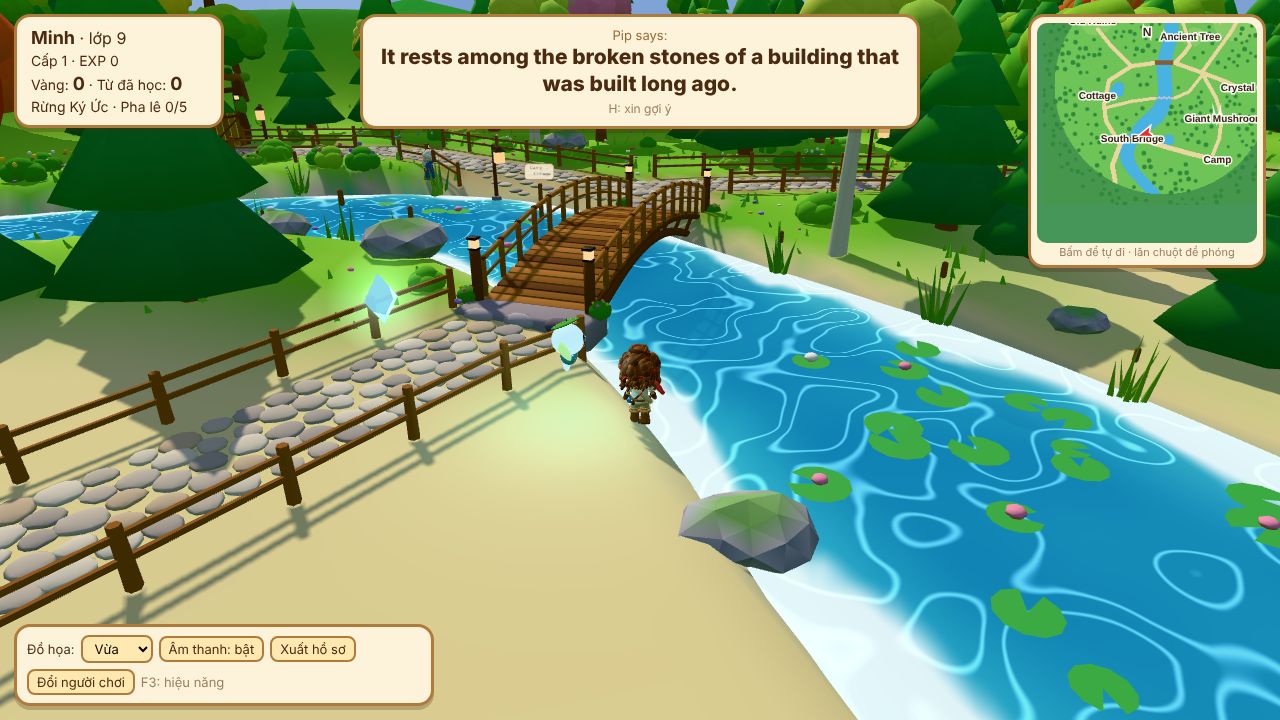 Minh · lớp 9
Cấp 1 · EXP 0
Vàng: 0 · Từ đã học: 0
Rừng Ký Ức · Pha lê 0/5
Pip says:
It rests among the broken stones of a building that
was built long ago.
H: xin gợi ý
N
Ancient Tree
Cottage
Crystal
Giant Mushroom
South Bridge
Camp
Bấm để tự đi · lăn chuột để phóng
Đồ họa: Vừa Âm thanh: bật Xuất hồ sơ
Đổi người chơi F3: hiệu năng